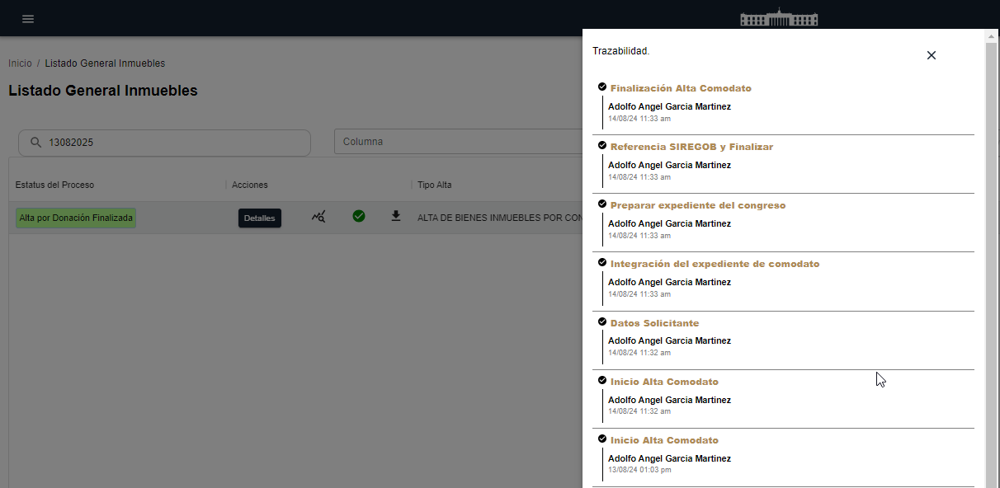 Inicio / Listado General Inmuebles
Listado General Inmuebles
13082025
Columna
Estatus del Proceso
Acciones
Tipo Alta
Alta por Donación Finalizada
Detalles
ALTA DE BIENES INMUEBLES POR CON
Trazabilidad.
Finalización Alta Comodato
Adolfo Angel Garcia Martinez
14/08/24 11:33 am
Referencia SIREGOB y Finalizar
Adolfo Angel Garcia Martinez
14/08/24 11:33 am
Preparar expediente del congreso
Adolfo Angel Garcia Martinez
14/08/24 11:33 am
Integración del expediente de comodato
Adolfo Angel Garcia Martinez
14/08/24 11:33 am
Datos Solicitante
Adolfo Angel Garcia Martinez
14/08/24 11:32 am
Inicio Alta Comodato
Adolfo Angel Garcia Martinez
14/08/24 11:32 am
Inicio Alta Comodato
Adolfo Angel Garcia Martinez
13/08/24 01:03 pm